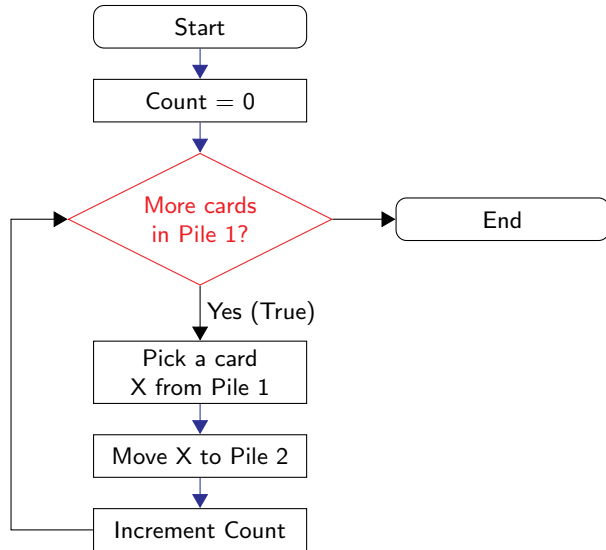 Start
Count = 0
More cards
in Pile 1?
End
Yes (True)
Pick a card
X from Pile 1
Move X to Pile 2
Increment Count